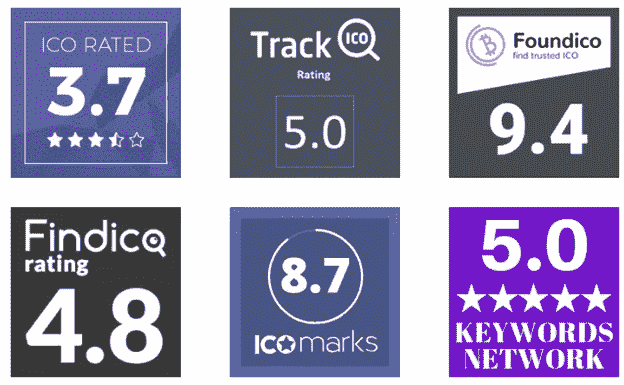 ICO RATED
3.7
Track ICO
Rating
5.0
Foundico
find trusted ICO
9.4
Findico
rating
4.8
8.7
ICOmarks
5.0
KEYWORDS
NETWORK